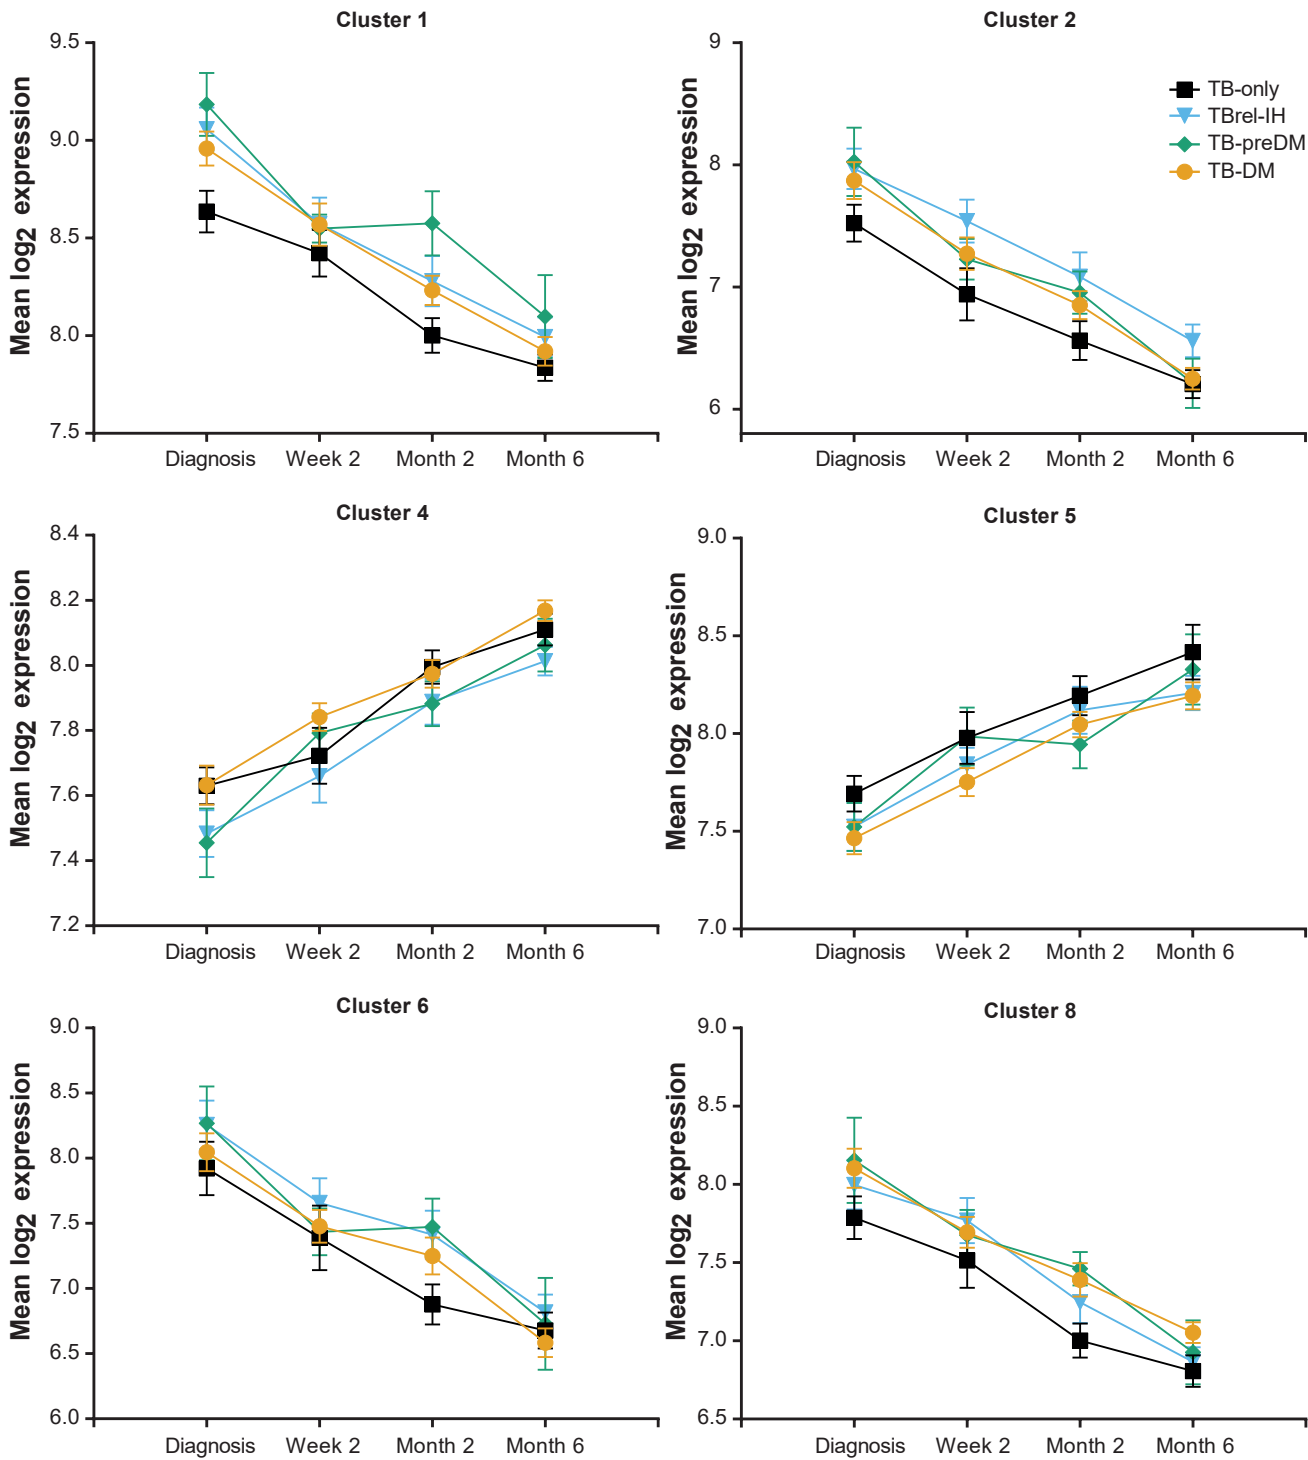 Cluster 1
Mean log2 expression
9.5
9.0
8.5
8.0
7.5
Diagnosis Week 2 Month 2 Month 6
Cluster 2
Mean log2 expression
9
8
7
6
TB-only
TBrel-IH
TB-preDM
TB-DM
Diagnosis Week 2 Month 2 Month 6
Cluster 4
Mean log2 expression
8.4
8.2
8.0
7.8
7.6
7.4
7.2
Diagnosis Week 2 Month 2 Month 6
Cluster 5
Mean log2 expression
9.0
8.5
8.0
7.5
7.0
Diagnosis Week 2 Month 2 Month 6
Cluster 6
Mean log2 expression
9.0
8.5
8.0
7.5
7.0
6.5
6.0
Diagnosis Week 2 Month 2 Month 6
Cluster 8
Mean log2 expression
9.0
8.5
8.0
7.5
7.0
6.5
Diagnosis Week 2 Month 2 Month 6